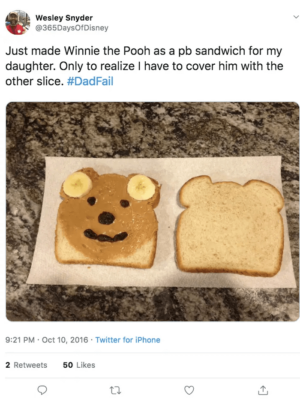 Wesley Snyder
@365DaysOfDisney
Just made Winnie the Pooh as a pb sandwich for my
daughter. Only to realize I have to cover him with the
other slice. #DadFail
9:21 PM · Oct 10, 2016 · Twitter for iPhone
2 Retweets 50 Likes